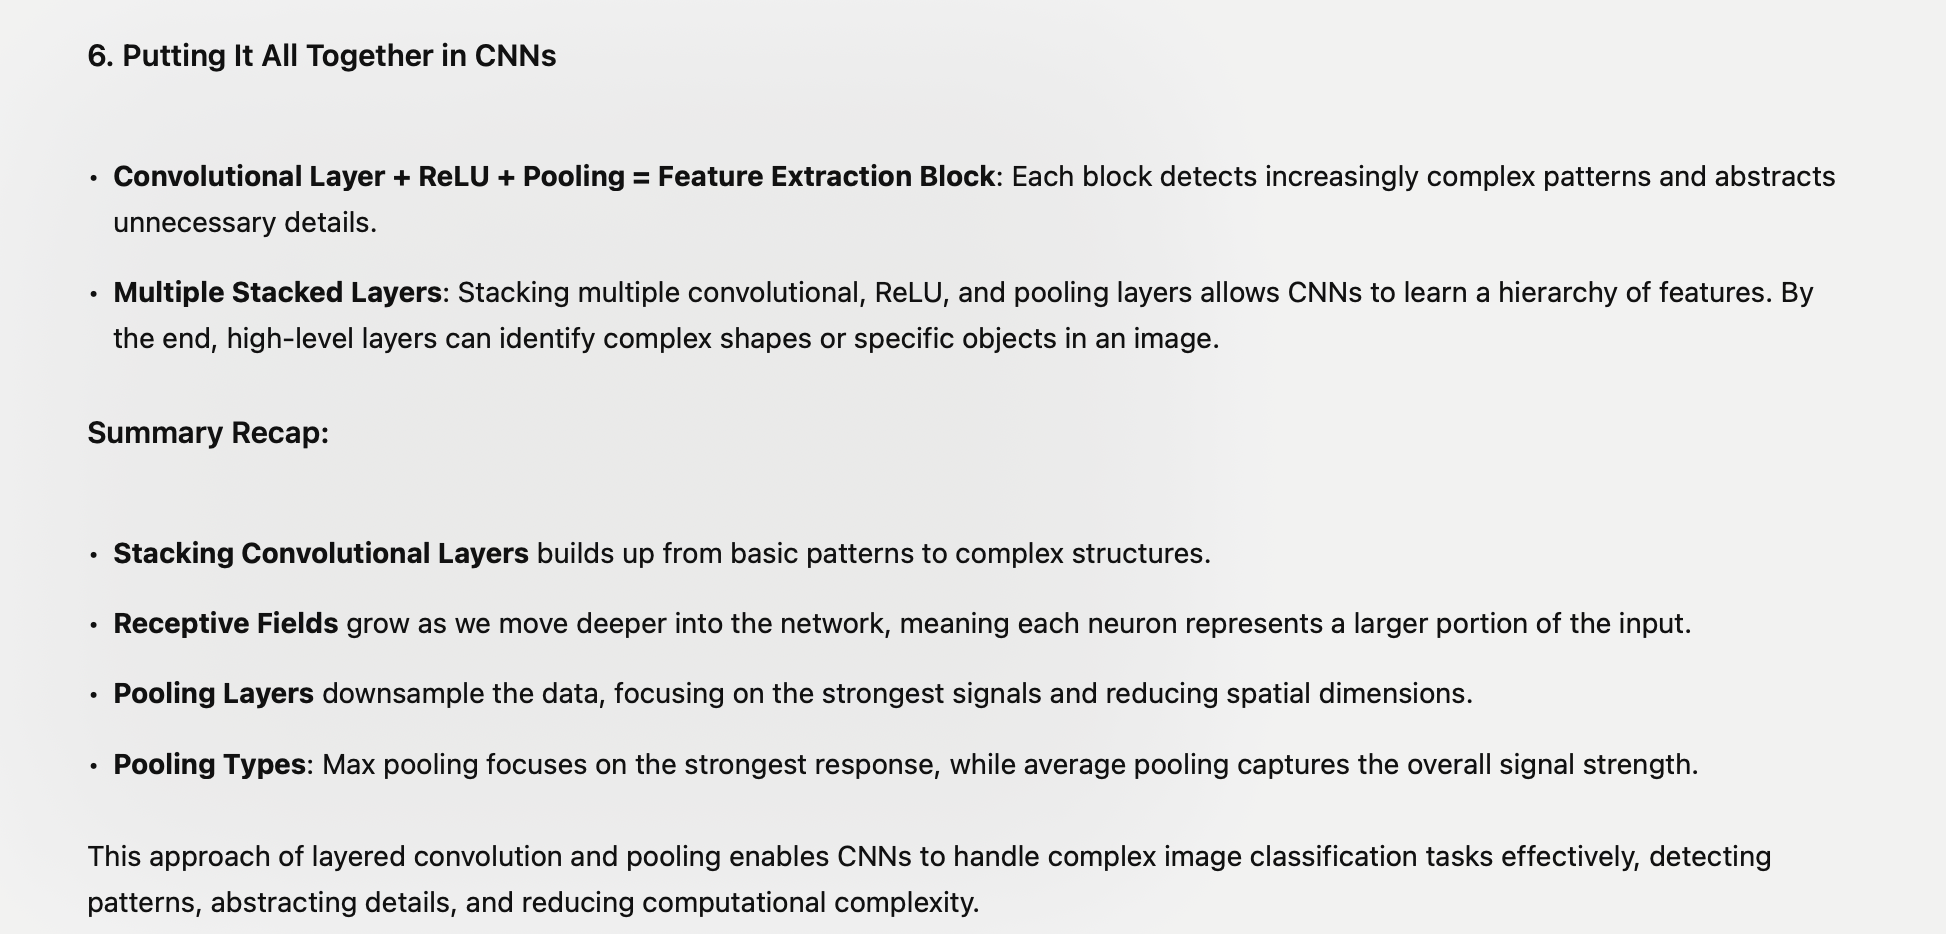 6. Putting It All Together in CNNs
• Convolutional Layer + ReLU + Pooling = Feature Extraction Block: Each block detects increasingly complex patterns and abstracts
unnecessary details.
• Multiple Stacked Layers: Stacking multiple convolutional, ReLU, and pooling layers allows CNNs to learn a hierarchy of features. By
the end, high-level layers can identify complex shapes or specific objects in an image.
Summary Recap:
• Stacking Convolutional Layers builds up from basic patterns to complex structures.
• Receptive Fields grow as we move deeper into the network, meaning each neuron represents a larger portion of the input.
• Pooling Layers downsample the data, focusing on the strongest signals and reducing spatial dimensions.
• Pooling Types: Max pooling focuses on the strongest response, while average pooling captures the overall signal strength.
This approach of layered convolution and pooling enables CNNs to handle complex image classification tasks effectively, detecting
patterns, abstracting details, and reducing computational complexity.